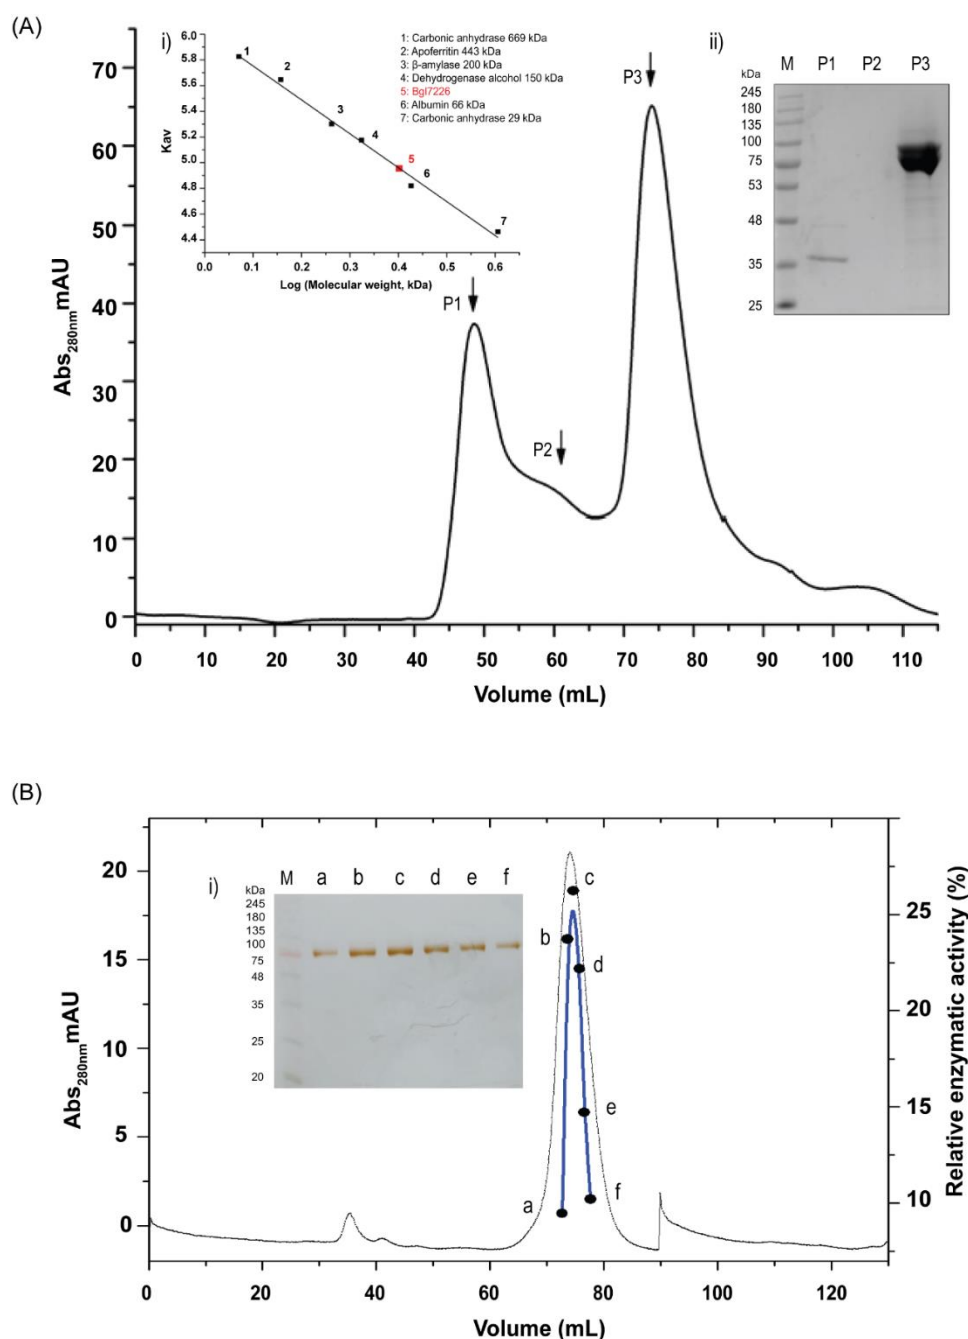 (A)
i)
1: Carbonic anhydrase 669 kDa
2: Apoferritin 443 kDa
3: β-amylase 200 kDa
4: Dehydrogenase alcohol 150 kDa
5: Bgl7226
6: Albumin 66 kDa
7: Carbonic anhydrase 29 kDa
6.0
5.8
5.6
5.4
5.2
5.0
4.8
4.6
4.4
Kav
1
2
3
4
5
6
7
0.0 0.1 0.2 0.3 0.4 0.5 0.6
Log (Molecular weight, kDa)
ii)
kDa M P1 P2 P3
245
180
135
100
75
53
48
35
25
P1
P2
P3
70
60
50
40
30
20
10
0
Abs280nm mAU
0 10 20 30 40 50 60 70 80 90 100 110
Volume (mL)
(B)
i)
kDa M a b c d e f
245
180
135
100
75
48
35
25
20
20
15
10
5
0
Abs280nm mAU
a
b
c
d
e
f
25
20
15
10
Relative enzymatic activity (%)
0 20 40 60 80 100 120
Volume (mL)